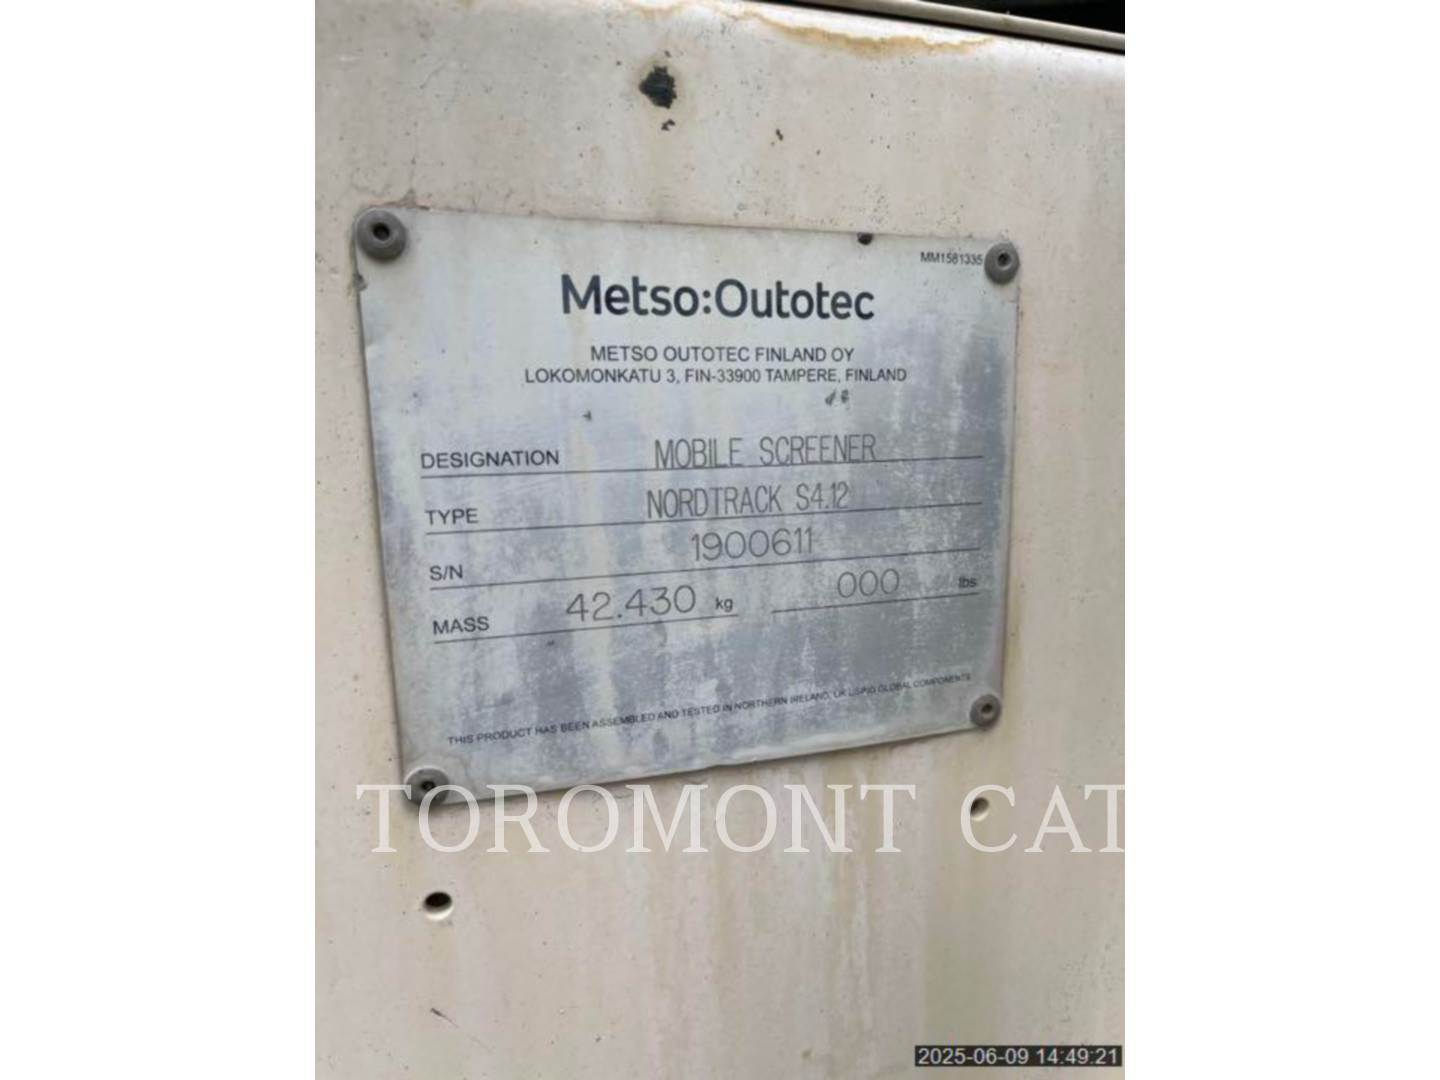 MM1581335
Metso:Outotec
METSO OUTOTEC FINLAND OY
LOKOMONKATU 3, FIN-33900 TAMPERE, FINLAND
DESIGNATION MOBILE SCREENER
TYPE NORDTRACK S4.12
S/N 1900611
MASS 42.430 kg 000 lbs
THIS PRODUCT HAS BEEN ASSEMBLED AND TESTED IN NORTHERN IRELAND, UK USING GLOBAL COMPONENTS
TOROMONT CAT
2025-06-09 14:49:21